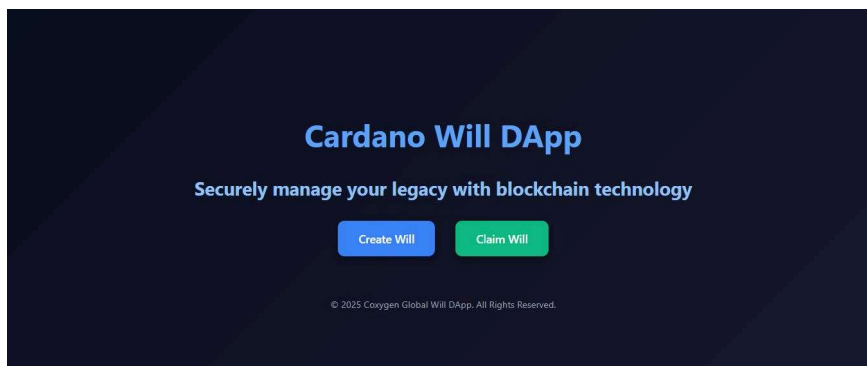 Cardano Will DApp
Securely manage your legacy with blockchain technology
Create Will Claim Will
© 2025 Coxygen Global Will DApp. All Rights Reserved.